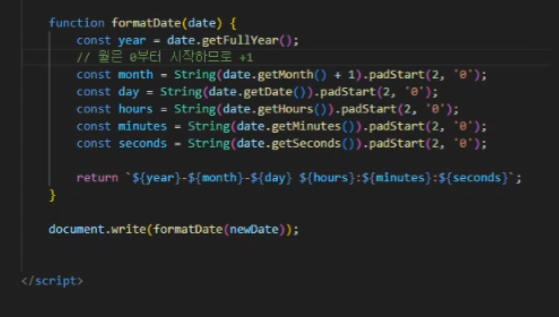 function formatDate(date) {
const year = date.getFullYear();
// 월은 0부터 시작하므로 +1
const month = String(date.getMonth() + 1).padStart(2, '0');
const day = String(date.getDate()).padStart(2, '0');
const hours = String(date.getHours()).padStart(2, '0');
const minutes = String(date.getMinutes()).padStart(2, '0');
const seconds = String(date.getSeconds()).padStart(2, '0');
return `${year}-${month}-${day} ${hours}:${minutes}:${seconds}`;
}
document.write(formatDate(newDate));
</script>